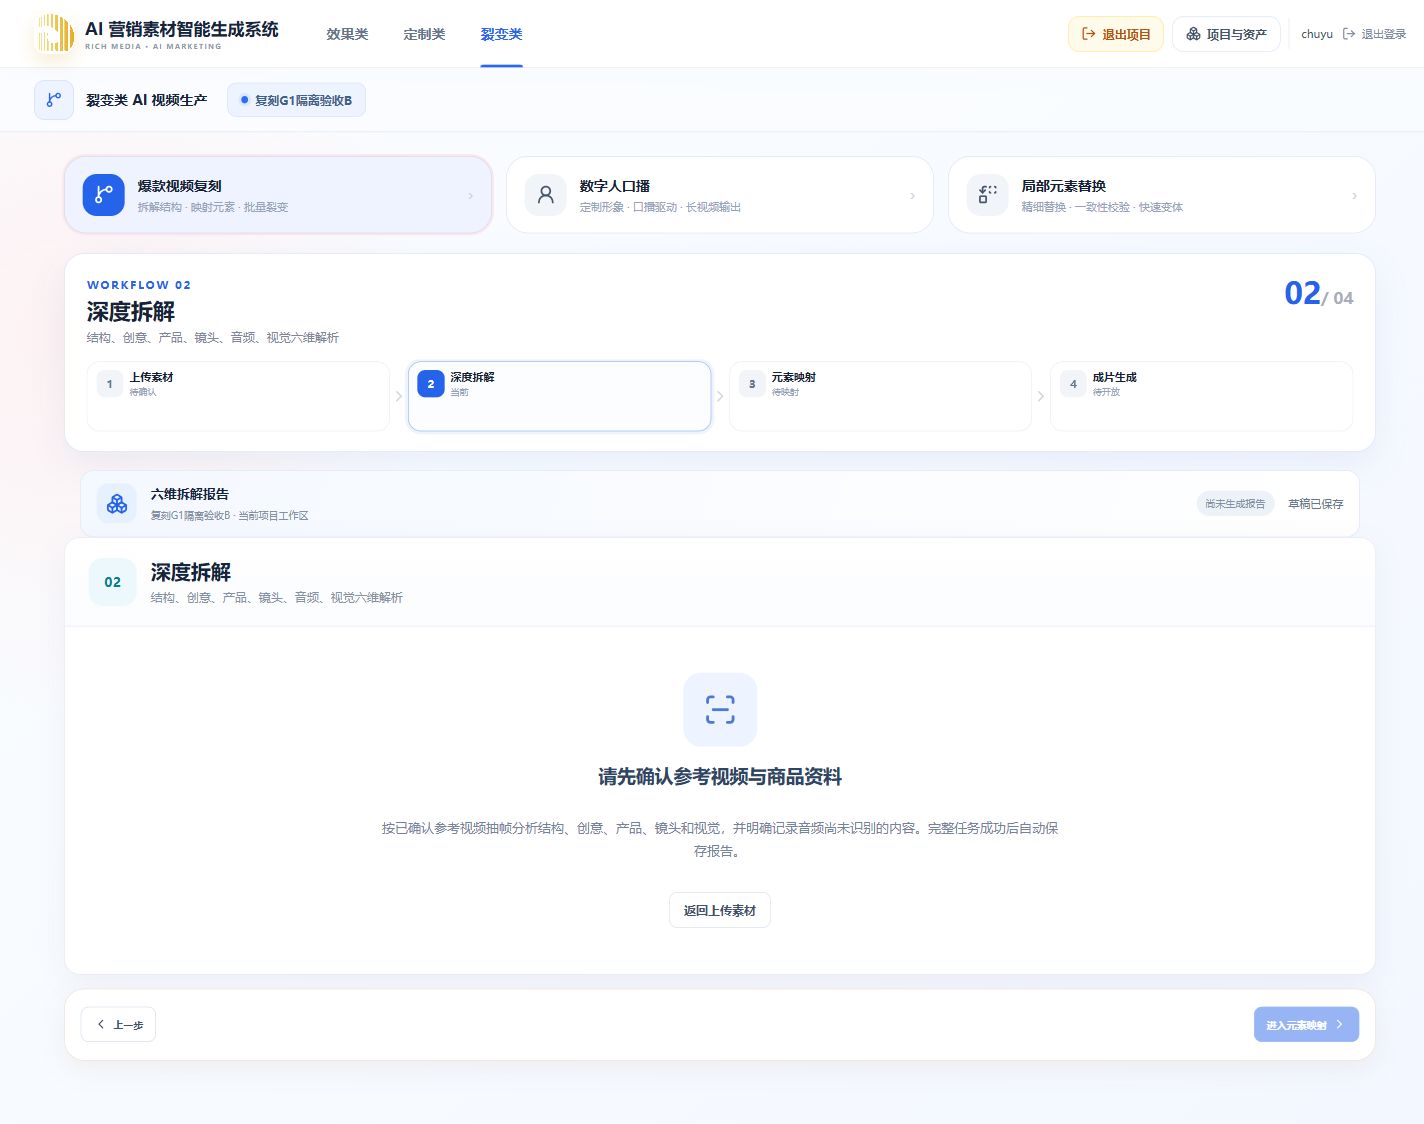 AI 营销素材智能生成系统
RICH MEDIA • AI MARKETING
效果类
定制类
裂变类
退出项目
项目与资产
chuyu
退出登录
裂变类 AI 视频生产
复刻G1隔离验收B
爆款视频复刻
拆解结构 · 映射元素 · 批量裂变
数字人口播
定制形象 · 口播驱动 · 长视频输出
局部元素替换
精细替换 · 一致性校验 · 快速变体
WORKFLOW 02
深度拆解
结构、创意、产品、镜头、音频、视觉六维解析
02 / 04
1
上传素材
待确认
2
深度拆解
当前
3
元素映射
待映射
4
成片生成
待开放
六维拆解报告
复刻G1隔离验收B · 当前项目工作区
尚未生成报告
草稿已保存
02
深度拆解
结构、创意、产品、镜头、音频、视觉六维解析
请先确认参考视频与商品资料
按已确认参考视频抽帧分析结构、创意、产品、镜头和视觉，并明确记录音频尚未识别的内容。完整任务成功后自动保
存报告。
返回上传素材
上一步
进入元素映射